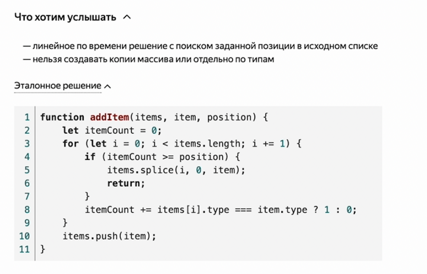 Что хотим услышать
— линейное по времени решение с поиском заданной позиции в исходном списке
— нельзя создавать копии массива или отдельно по типам
Эталонное решение
1 function addItem(items, item, position) {
2     let itemCount = 0;
3     for (let i = 0; i < items.length; i += 1) {
4         if (itemCount >= position) {
5             items.splice(i, 0, item);
6             return;
7         }
8         itemCount += items[i].type === item.type ? 1 : 0;
9     }
10     items.push(item);
11 }